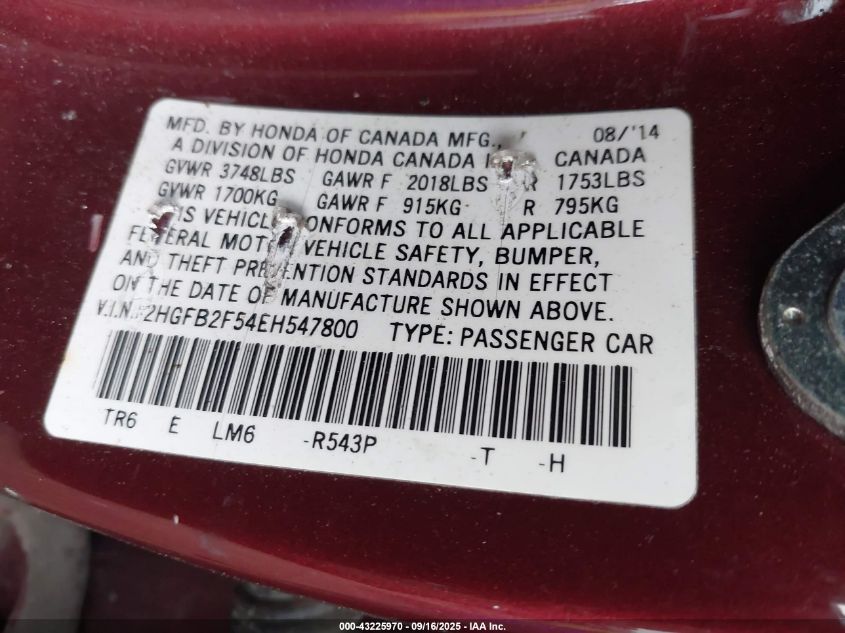 MFD. BY HONDA OF CANADA MFG., 08/'14
A DIVISION OF HONDA CANADA CANADA
GVWR 3748LBS GAWR F 2018LBS R 1753LBS
GVWR 1700KG GAWR F 915KG R 795KG
THIS VEHICLE CONFORMS TO ALL APPLICABLE
FEDERAL MOTOR VEHICLE SAFETY, BUMPER,
AND THEFT PREVENTION STANDARDS IN EFFECT
ON THE DATE OF MANUFACTURE SHOWN ABOVE.
V.I.N.: 2HGFB2F54EH547800 TYPE: PASSENGER CAR
TR6 E LM6 -R543P -T -H
000-43225970 - 09/16/2025 - IAA Inc.